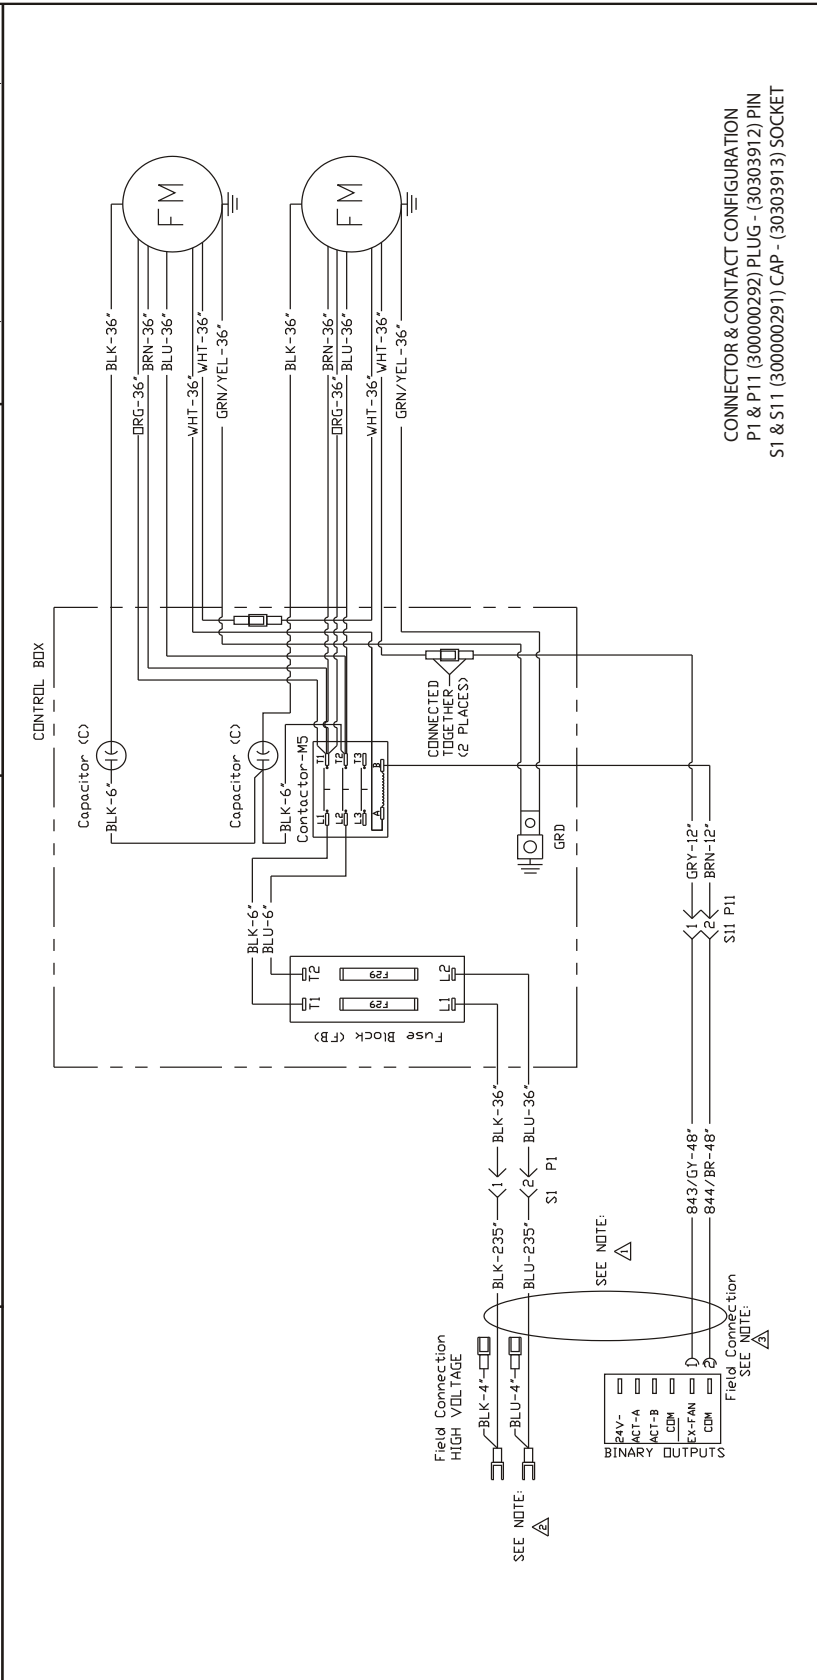 CONNECTOR & CONTACT CONFIGURATION
P1 & P11 (300000292) PLUG - (30303912) PIN
S1 & S11 (300000291) CAP - (30303913) SOCKET
FM
FM
BLK-36"
ORG-36"
BRN-36"
BLU-36"
WHT-36"
WHT-36"
GRN/YEL-36"
BLK-36"
BRN-36"
ORG-36"
BLU-36"
WHT-36"
WHT-36"
GRN/YEL-36"
CONTROL BOX
Capacitor (C)
BLK-6"
Capacitor (C)
BLK-6"
Contactor-M5
T1
T2
T3
B
L1
L2
L3
A
CONNECTED
TOGETHER
(2 PLACES)
GRD
BLK-6"
BLU-6"
T1
T2
F29
F29
L1
L2
Fuse Block (FB)
GRY-12"
BRN-12"
1
2
S11 P11
BLK-36"
BLU-36"
1
2
S1 P1
BLK-235"
BLU-235"
843/GY-48"
844/BR-48"
SEE NOTE:
1
Field Connection
HIGH VOLTAGE
BLK-4"
BLU-4"
SEE NOTE:
2
1
2
Field Connection
SEE NOTE:
3
24V-
ACT-A
ACT-B
COM
EX-FAN
COM
BINARY OUTPUTS